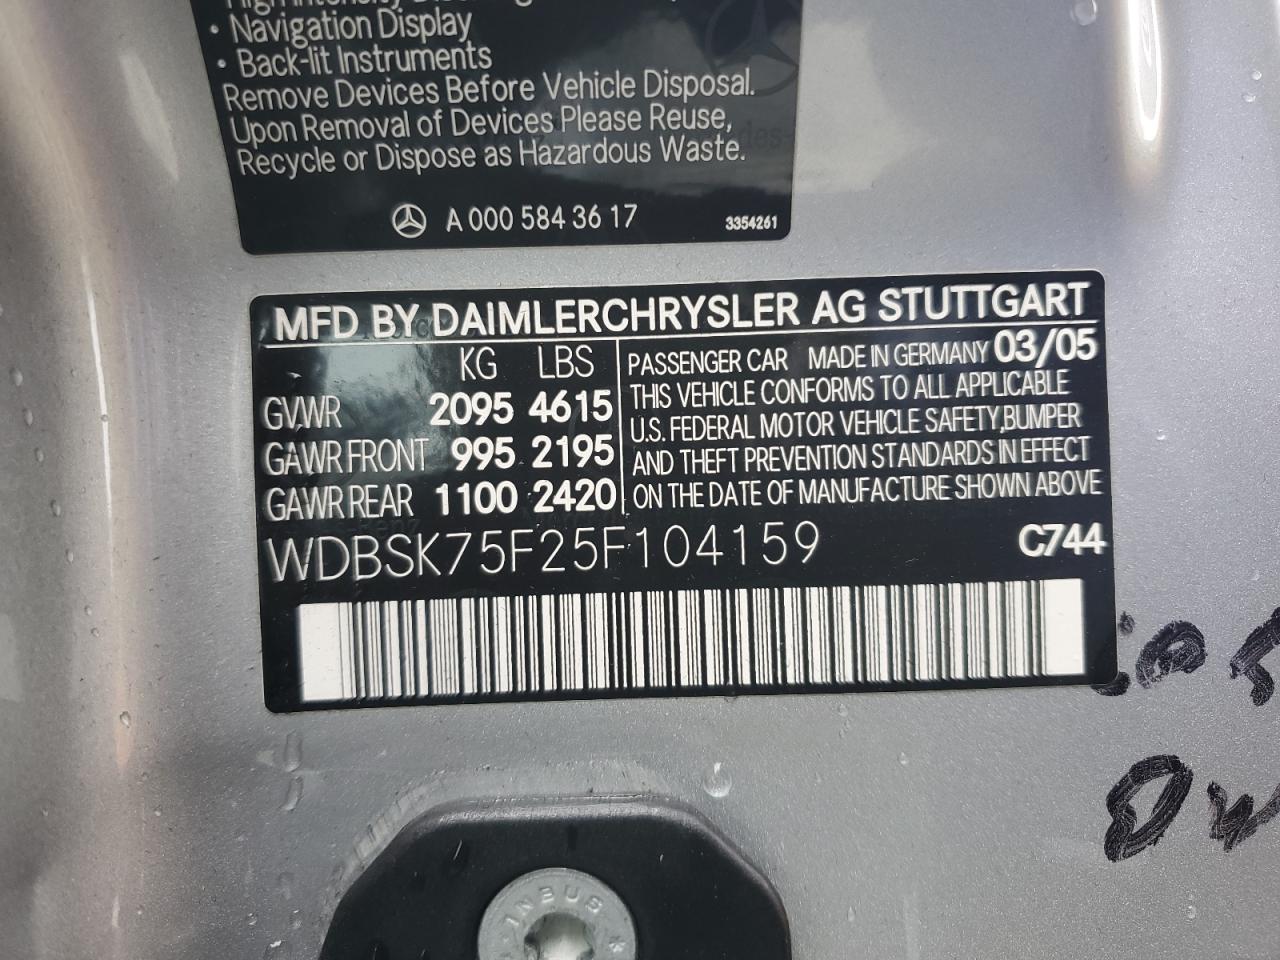 • Navigation Display
• Back-lit Instruments
Remove Devices Before Vehicle Disposal.
Upon Removal of Devices Please Reuse,
Recycle or Dispose as Hazardous Waste.
A 000 584 36 17 3354261
MFD BY DAIMLERCHRYSLER AG STUTTGART
KG LBS
GVWR 2095 4615
GAWR FRONT 995 2195
GAWR REAR 1100 2420
PASSENGER CAR MADE IN GERMANY 03/05
THIS VEHICLE CONFORMS TO ALL APPLICABLE
U.S. FEDERAL MOTOR VEHICLE SAFETY,BUMPER
AND THEFT PREVENTION STANDARDS IN EFFECT
ON THE DATE OF MANUFACTURE SHOWN ABOVE
WDBSK75F25F104159 C744
INBUS